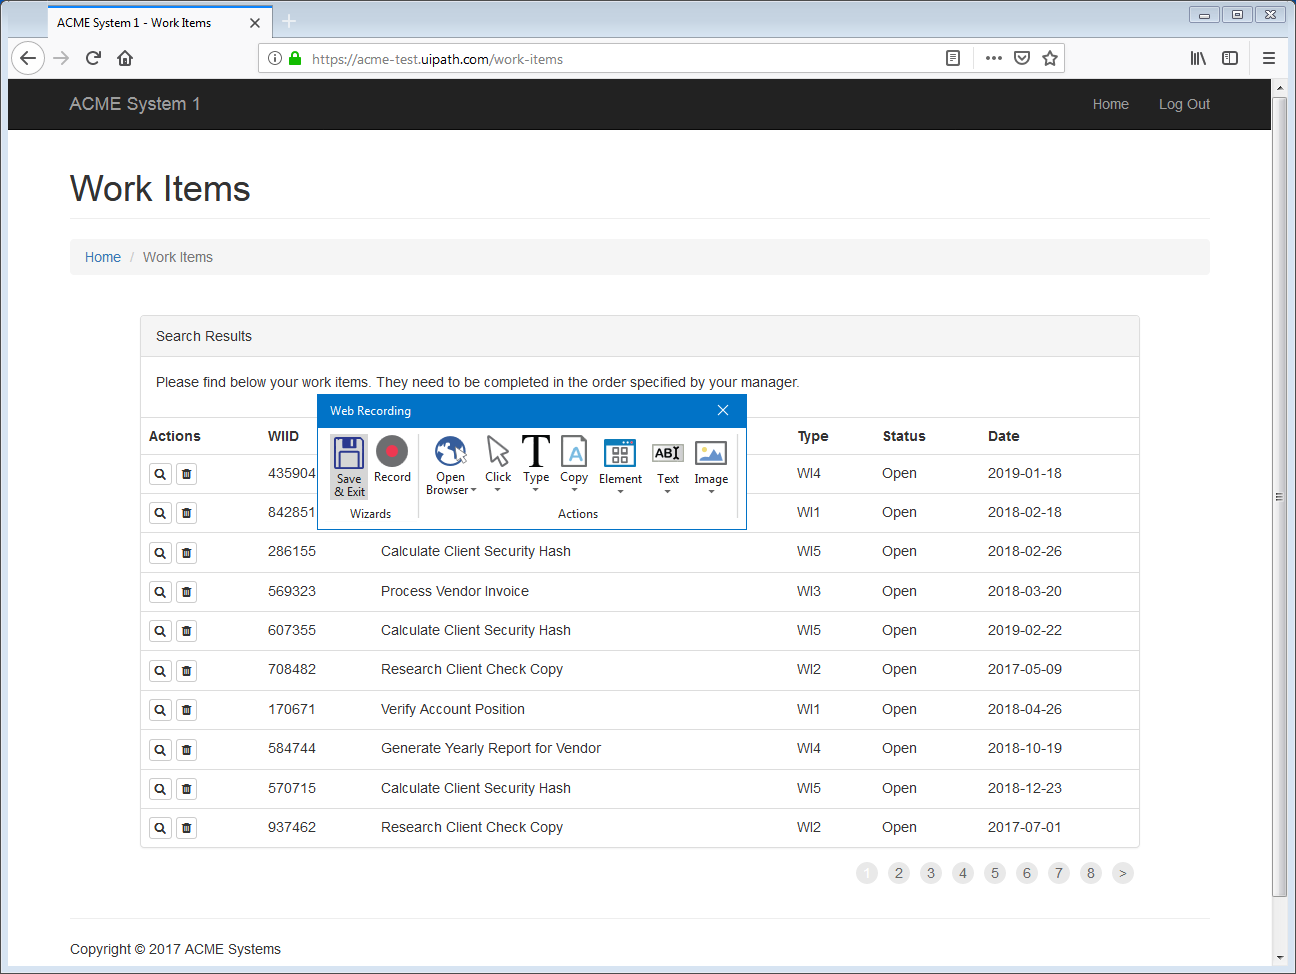 ACME System 1 - Work Items
https://acme-test.uipath.com/work-items
ACME System 1 Home Log Out
Work Items
Home / Work Items
Search Results
Please find below your work items. They need to be completed in the order specified by your manager.
Web Recording
Save & Exit Record Open Browser Click Type Copy Element Text Image
Wizards Actions
Actions WIID Type Status Date
435904 WI4 Open 2019-01-18
842851 WI1 Open 2018-02-18
286155 Calculate Client Security Hash WI5 Open 2018-02-26
569323 Process Vendor Invoice WI3 Open 2018-03-20
607355 Calculate Client Security Hash WI5 Open 2019-02-22
708482 Research Client Check Copy WI2 Open 2017-05-09
170671 Verify Account Position WI1 Open 2018-04-26
584744 Generate Yearly Report for Vendor WI4 Open 2018-10-19
570715 Calculate Client Security Hash WI5 Open 2018-12-23
937462 Research Client Check Copy WI2 Open 2017-07-01
1 2 3 4 5 6 7 8 >
Copyright © 2017 ACME Systems